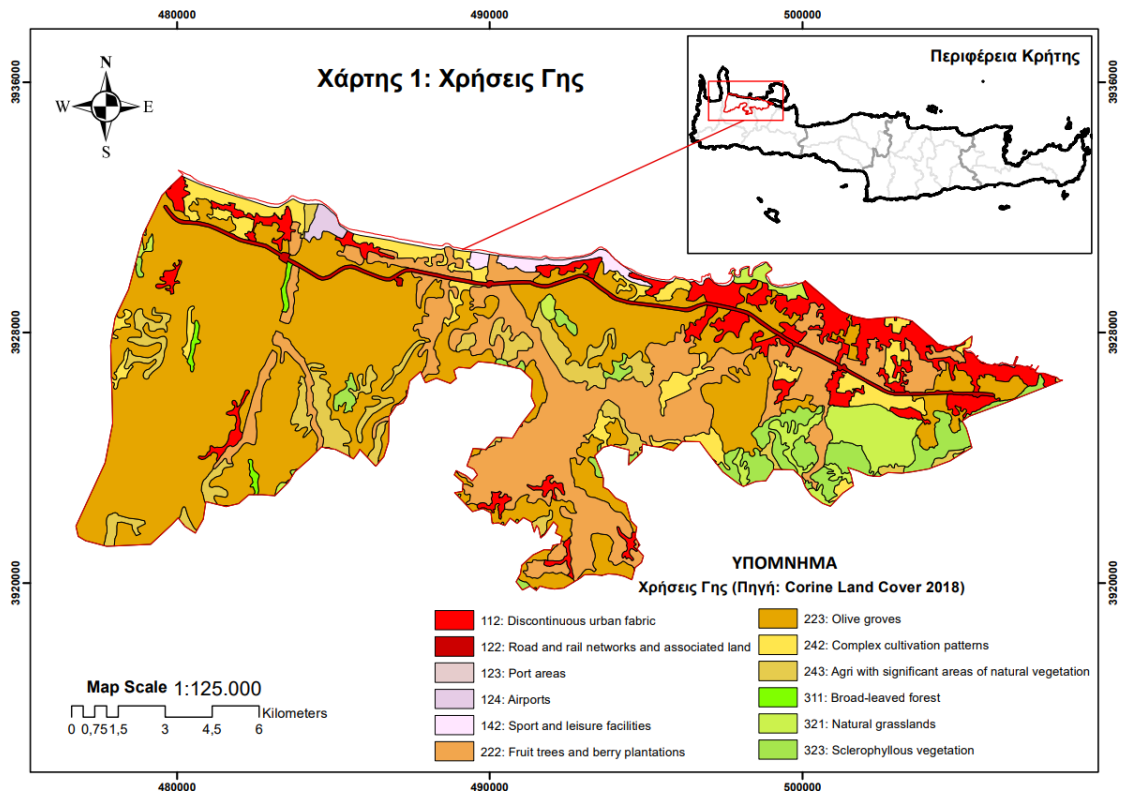 480000
490000
500000
3936000
3936000
N
W
E
S
Χάρτης 1: Χρήσεις Γης
Περιφέρεια Κρήτης
3928000
3928000
3920000
3920000
ΥΠΟΜΝΗΜΑ
Χρήσεις Γης (Πηγή: Corine Land Cover 2018)
112: Discontinuous urban fabric
122: Road and rail networks and associated land
123: Port areas
124: Airports
142: Sport and leisure facilities
222: Fruit trees and berry plantations
223: Olive groves
242: Complex cultivation patterns
243: Agri with significant areas of natural vegetation
311: Broad-leaved forest
321: Natural grasslands
323: Sclerophyllous vegetation
Map Scale 1:125.000
Kilometers
0 0,75 1,5 3 4,5 6
480000
490000
500000